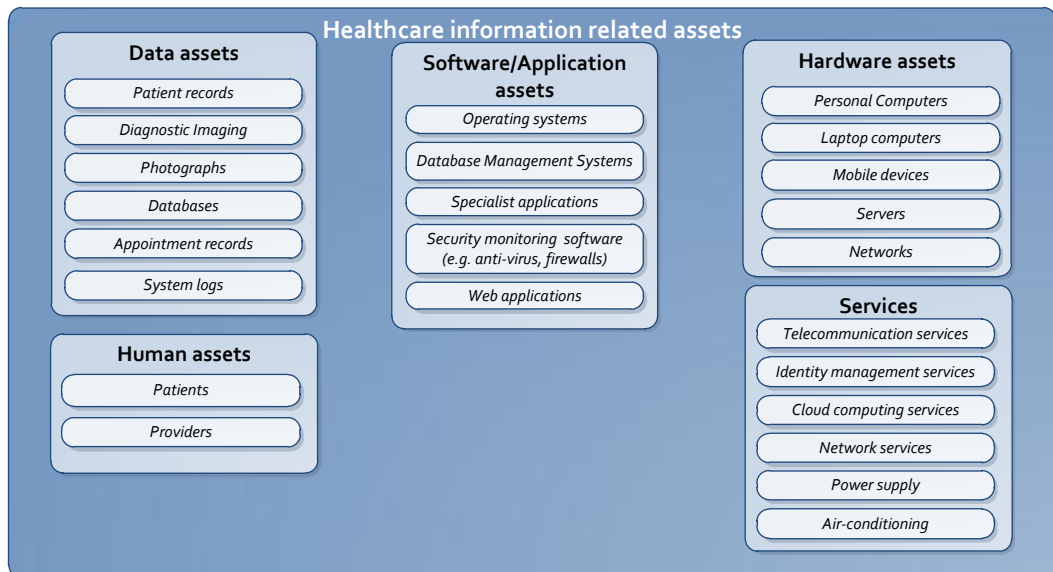 Healthcare information related assets
Data assets
Patient records
Diagnostic Imaging
Photographs
Databases
Appointment records
System logs
Human assets
Patients
Providers
Software/Application
assets
Operating systems
Database Management Systems
Specialist applications
Security monitoring software
(e.g. anti-virus, firewalls)
Web applications
Hardware assets
Personal Computers
Laptop computers
Mobile devices
Servers
Networks
Services
Telecommunication services
Identity management services
Cloud computing services
Network services
Power supply
Air-conditioning